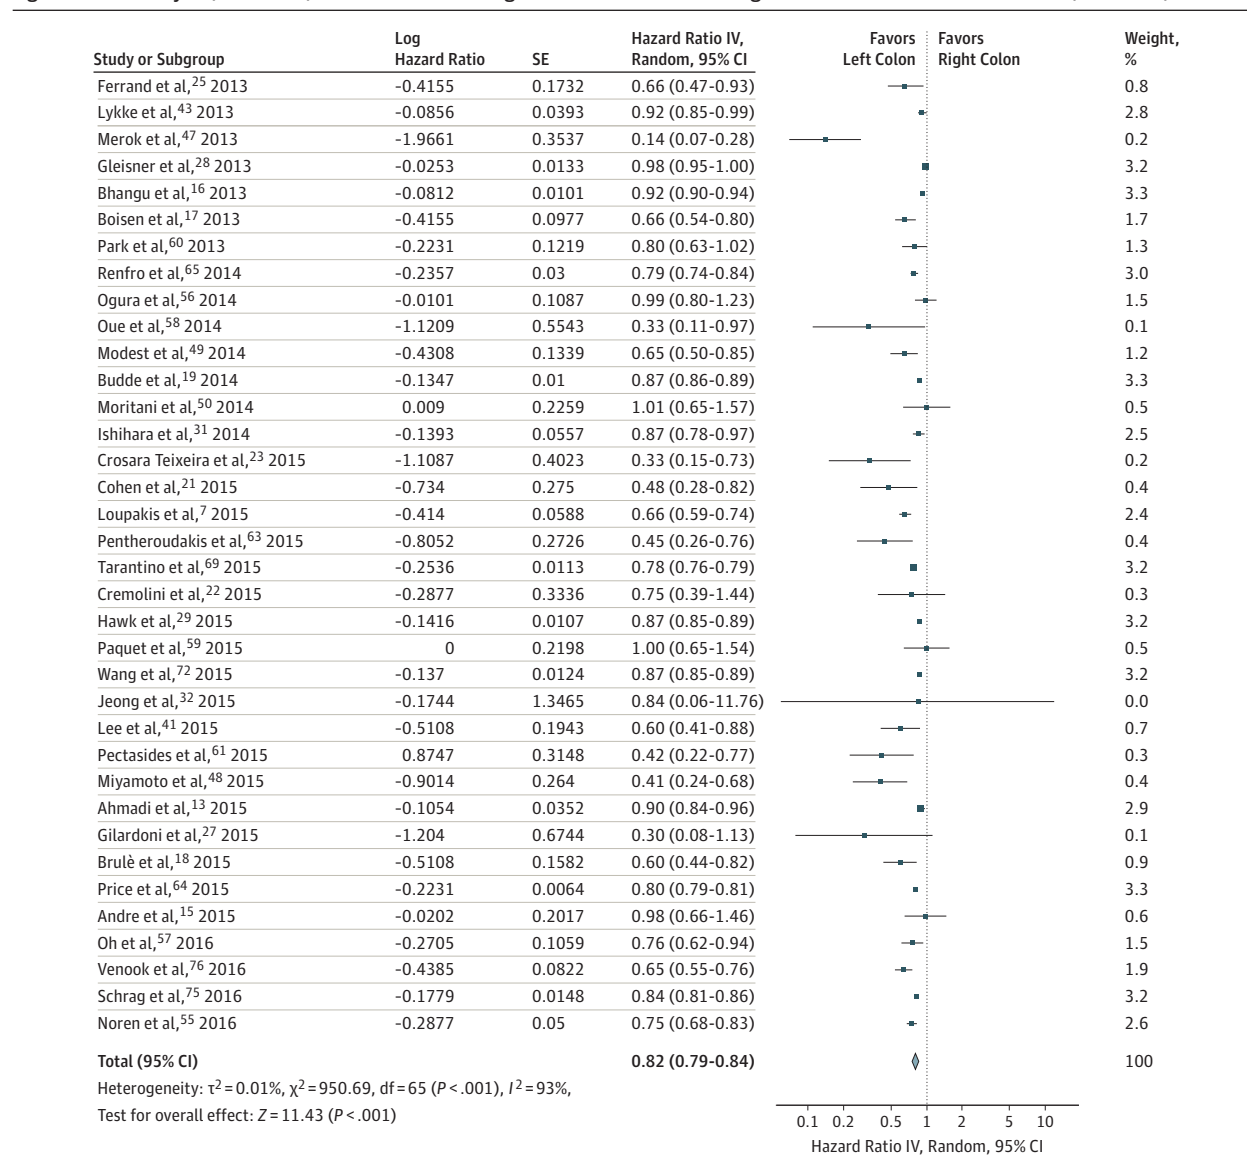 Log Hazard Ratio IV, Favors Favors Weight,
Study or Subgroup Hazard Ratio SE Random, 95% CI Left Colon Right Colon %
Ferrand et al,25 2013 -0.4155 0.1732 0.66 (0.47-0.93) 0.8
Lykke et al,43 2013 -0.0856 0.0393 0.92 (0.85-0.99) 2.8
Merok et al,47 2013 -1.9661 0.3537 0.14 (0.07-0.28) 0.2
Gleisner et al,28 2013 -0.0253 0.0133 0.98 (0.95-1.00) 3.2
Bhangu et al,16 2013 -0.0812 0.0101 0.92 (0.90-0.94) 3.3
Boisen et al,17 2013 -0.4155 0.0977 0.66 (0.54-0.80) 1.7
Park et al,60 2013 -0.2231 0.1219 0.80 (0.63-1.02) 1.3
Renfro et al,65 2014 -0.2357 0.03 0.79 (0.74-0.84) 3.0
Ogura et al,56 2014 -0.0101 0.1087 0.99 (0.80-1.23) 1.5
Oue et al,58 2014 -1.1209 0.5543 0.33 (0.11-0.97) 0.1
Modest et al,49 2014 -0.4308 0.1339 0.65 (0.50-0.85) 1.2
Budde et al,19 2014 -0.1347 0.01 0.87 (0.86-0.89) 3.3
Moritani et al,50 2014 0.009 0.2259 1.01 (0.65-1.57) 0.5
Ishihara et al,31 2014 -0.1393 0.0557 0.87 (0.78-0.97) 2.5
Crosara Teixeira et al,23 2015 -1.1087 0.4023 0.33 (0.15-0.73) 0.2
Cohen et al,21 2015 -0.734 0.275 0.48 (0.28-0.82) 0.4
Loupakis et al,7 2015 -0.414 0.0588 0.66 (0.59-0.74) 2.4
Pentheroudakis et al,63 2015 -0.8052 0.2726 0.45 (0.26-0.76) 0.4
Tarantino et al,69 2015 -0.2536 0.0113 0.78 (0.76-0.79) 3.2
Cremolini et al,22 2015 -0.2877 0.3336 0.75 (0.39-1.44) 0.3
Hawk et al,29 2015 -0.1416 0.0107 0.87 (0.85-0.89) 3.2
Paquet et al,59 2015 0 0.2198 1.00 (0.65-1.54) 0.5
Wang et al,72 2015 -0.137 0.0124 0.87 (0.85-0.89) 3.2
Jeong et al,32 2015 -0.1744 1.3465 0.84 (0.06-11.76) 0.0
Lee et al,41 2015 -0.5108 0.1943 0.60 (0.41-0.88) 0.7
Pectasides et al,61 2015 0.8747 0.3148 0.42 (0.22-0.77) 0.3
Miyamoto et al,48 2015 -0.9014 0.264 0.41 (0.24-0.68) 0.4
Ahmadi et al,13 2015 -0.1054 0.0352 0.90 (0.84-0.96) 2.9
Gilardoni et al,27 2015 -1.204 0.6744 0.30 (0.08-1.13) 0.1
Brulè et al,18 2015 -0.5108 0.1582 0.60 (0.44-0.82) 0.9
Price et al,64 2015 -0.2231 0.0064 0.80 (0.79-0.81) 3.3
Andre et al,15 2015 -0.0202 0.2017 0.98 (0.66-1.46) 0.6
Oh et al,57 2016 -0.2705 0.1059 0.76 (0.62-0.94) 1.5
Venook et al,76 2016 -0.4385 0.0822 0.65 (0.55-0.76) 1.9
Schrag et al,75 2016 -0.1779 0.0148 0.84 (0.81-0.86) 3.2
Noren et al,55 2016 -0.2877 0.05 0.75 (0.68-0.83) 2.6
Total (95% CI) 0.82 (0.79-0.84) 100
Heterogeneity: τ2=0.01%, χ2=950.69, df=65 (P<.001), I2=93%,
Test for overall effect: Z=11.43 (P<.001)
0.1 0.2 0.5 1 2 5 10
Hazard Ratio IV, Random, 95% CI